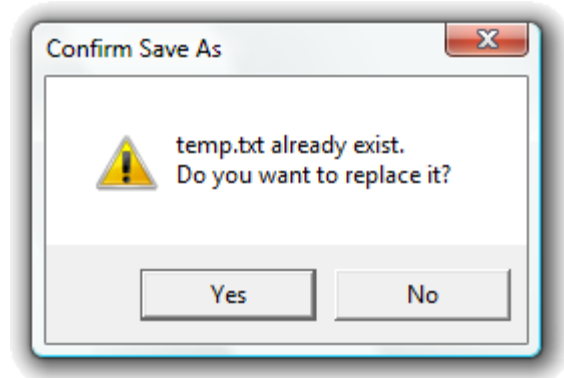 Confirm Save As
temp.txt already exist.
Do you want to replace it?
Yes
No